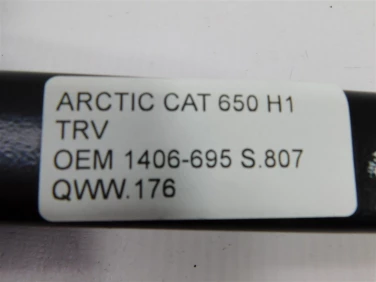 ARCTIC CAT 650 H1
TRV
OEM 1406-695 S.807
QWW.176